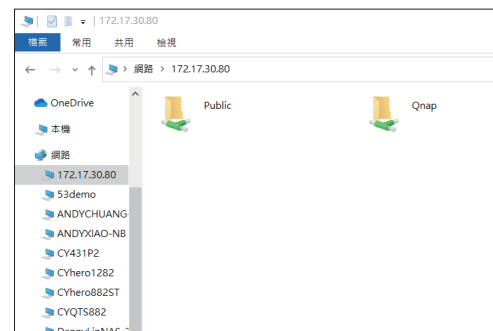 172.17.30.80
檔案 常用 共用 檢視
網路 > 172.17.30.80
OneDrive
Public
Qnap
本機
網路
172.17.30.80
53demo
ANDYCHUANG-
ANDYXIAO-NB
CY431P2
CYhero1282
CYhero882ST
CYQTS882